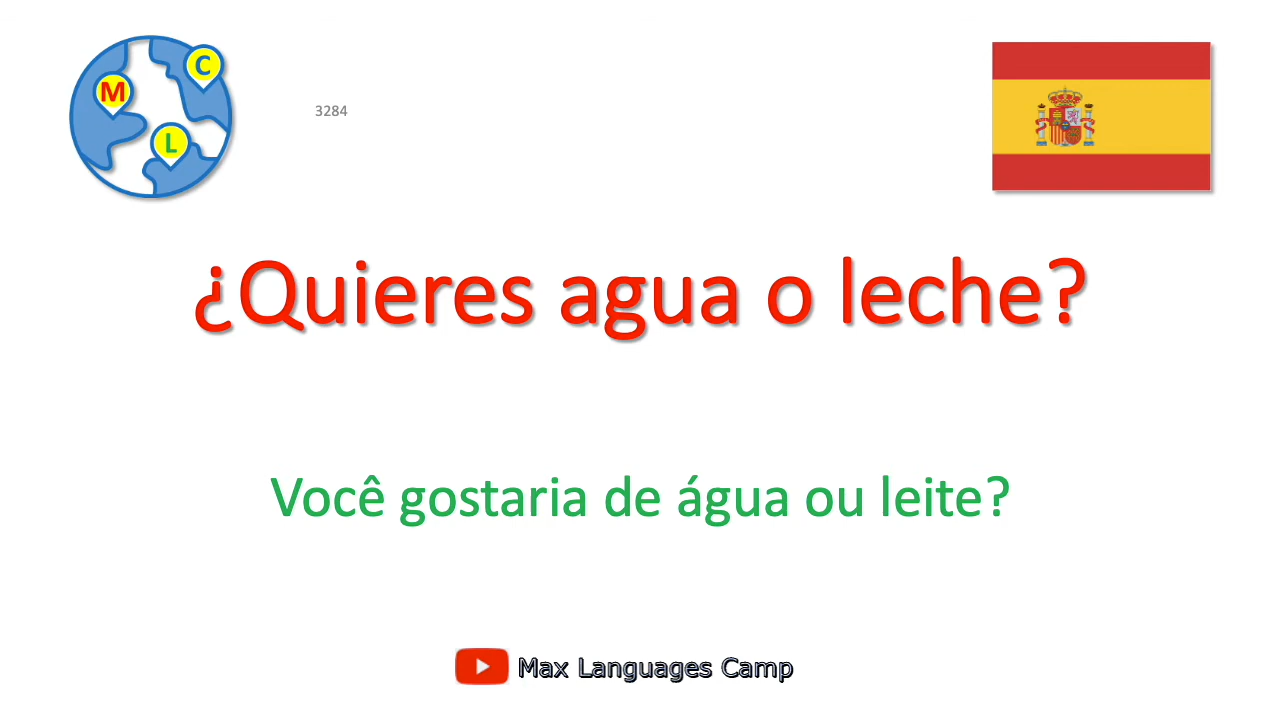 M
C
L
3284
¿Quieres agua o leche?
Você gostaria de água ou leite?
Max Languages Camp